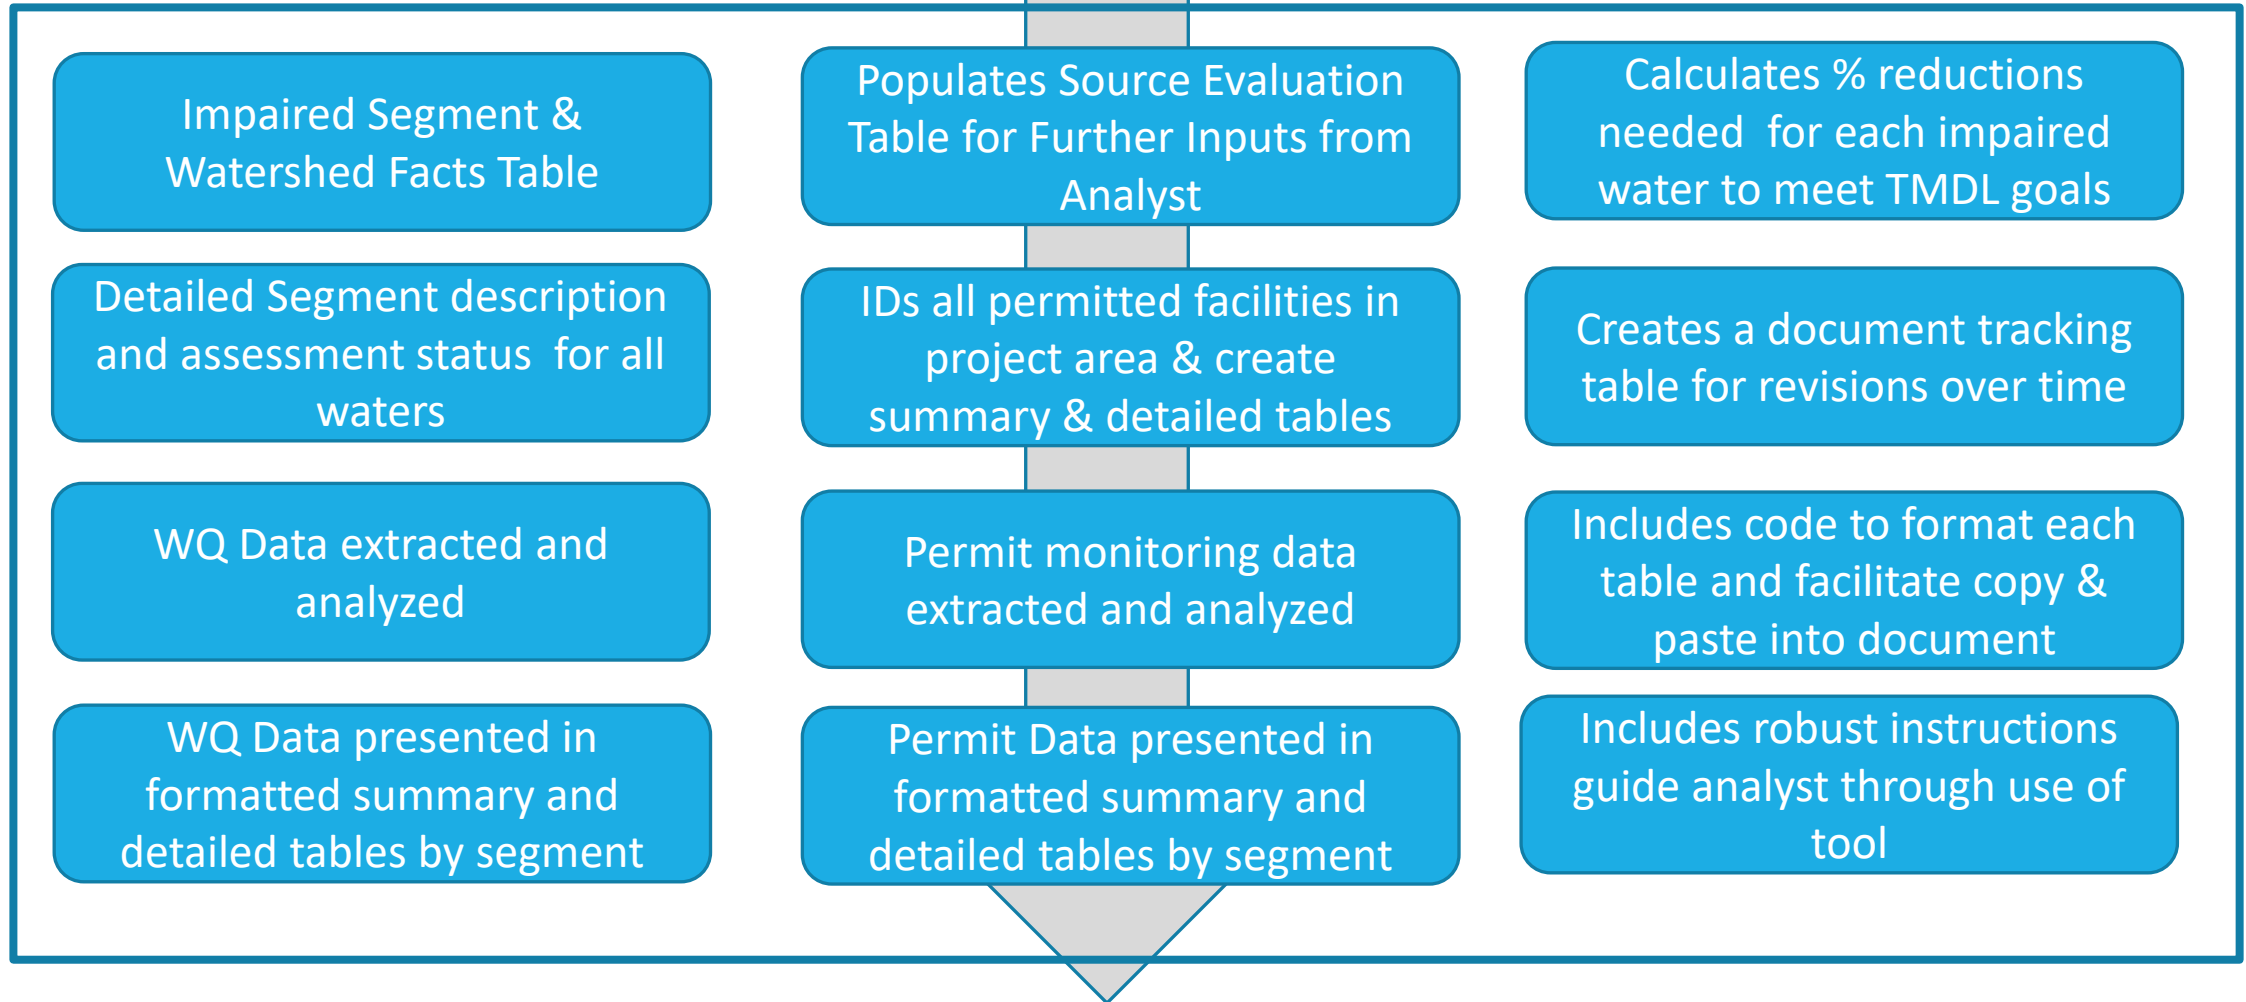 Impaired Segment &
Watershed Facts Table
Detailed Segment description
and assessment status  for all
waters
WQ Data extracted and
analyzed
WQ Data presented in
formatted summary and
detailed tables by segment
Populates Source Evaluation
Table for Further Inputs from
Analyst
IDs all permitted facilities in
project area & create
summary & detailed tables
Permit monitoring data
extracted and analyzed
Permit Data presented in
formatted summary and
detailed tables by segment
Calculates % reductions
needed  for each impaired
water to meet TMDL goals
Creates a document tracking
table for revisions over time
Includes code to format each
table and facilitate copy &
paste into document
Includes robust instructions
guide analyst through use of
tool